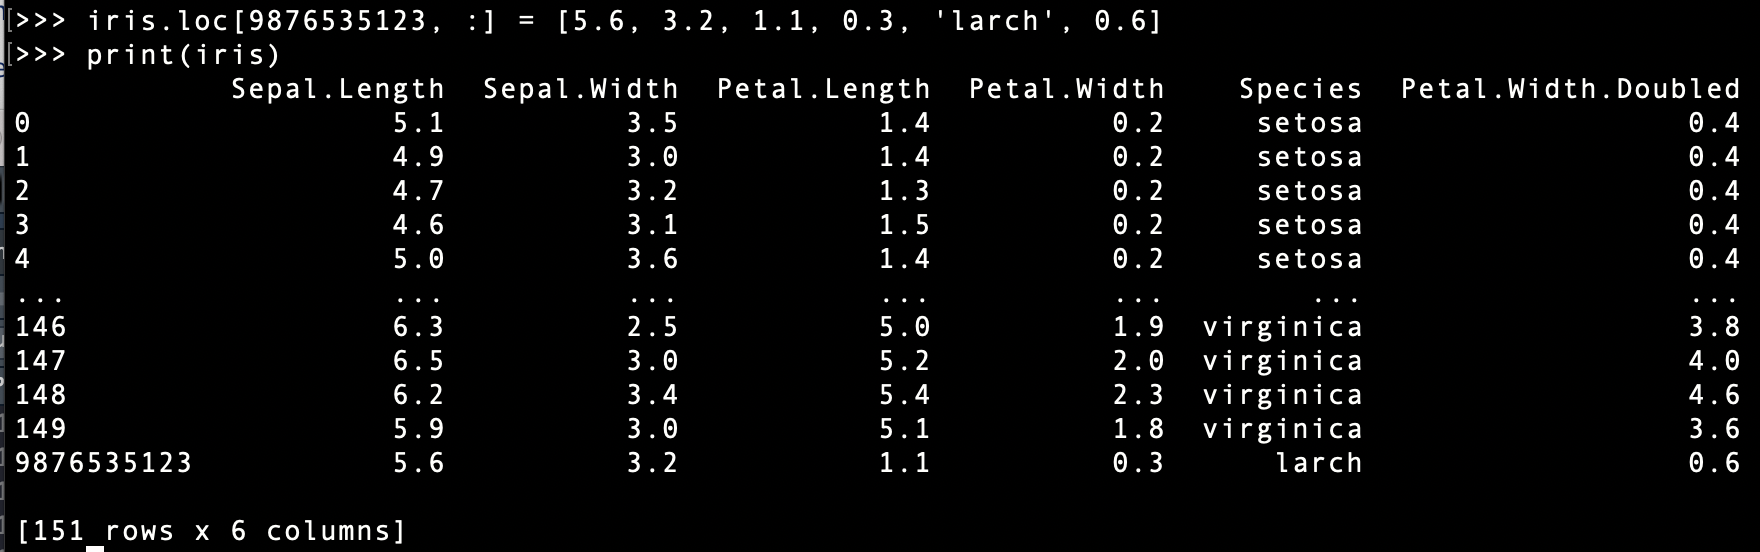 [>>> iris.loc[9876535123, :] = [5.6, 3.2, 1.1, 0.3, 'larch', 0.6]
[>>> print(iris)
            Sepal.Length  Sepal.Width  Petal.Length  Petal.Width    Species  Petal.Width.Doubled
0                    5.1          3.5           1.4          0.2     setosa                  0.4
1                    4.9          3.0           1.4          0.2     setosa                  0.4
2                    4.7          3.2           1.3          0.2     setosa                  0.4
3                    4.6          3.1           1.5          0.2     setosa                  0.4
4                    5.0          3.6           1.4          0.2     setosa                  0.4
...                  ...          ...           ...          ...        ...                  ...
146                  6.3          2.5           5.0          1.9  virginica                  3.8
147                  6.5          3.0           5.2          2.0  virginica                  4.0
148                  6.2          3.4           5.4          2.3  virginica                  4.6
149                  5.9          3.0           5.1          1.8  virginica                  3.6
9876535123           5.6          3.2           1.1          0.3      larch                  0.6
[151 rows x 6 columns]